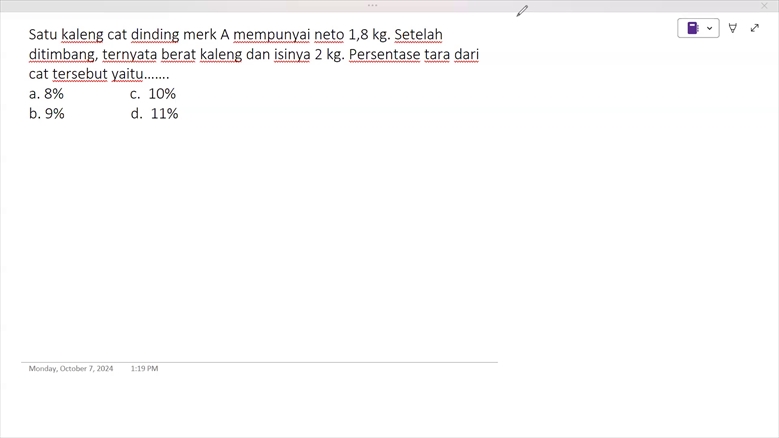 Satu kaleng cat dinding merk A mempunyai neto 1,8 kg. Setelah
ditimbang, ternyata berat kaleng dan isinya 2 kg. Persentase tara dari
cat tersebut yaitu.......
a. 8% c. 10%
b. 9% d. 11%
Monday, October 7, 2024 1:19 PM